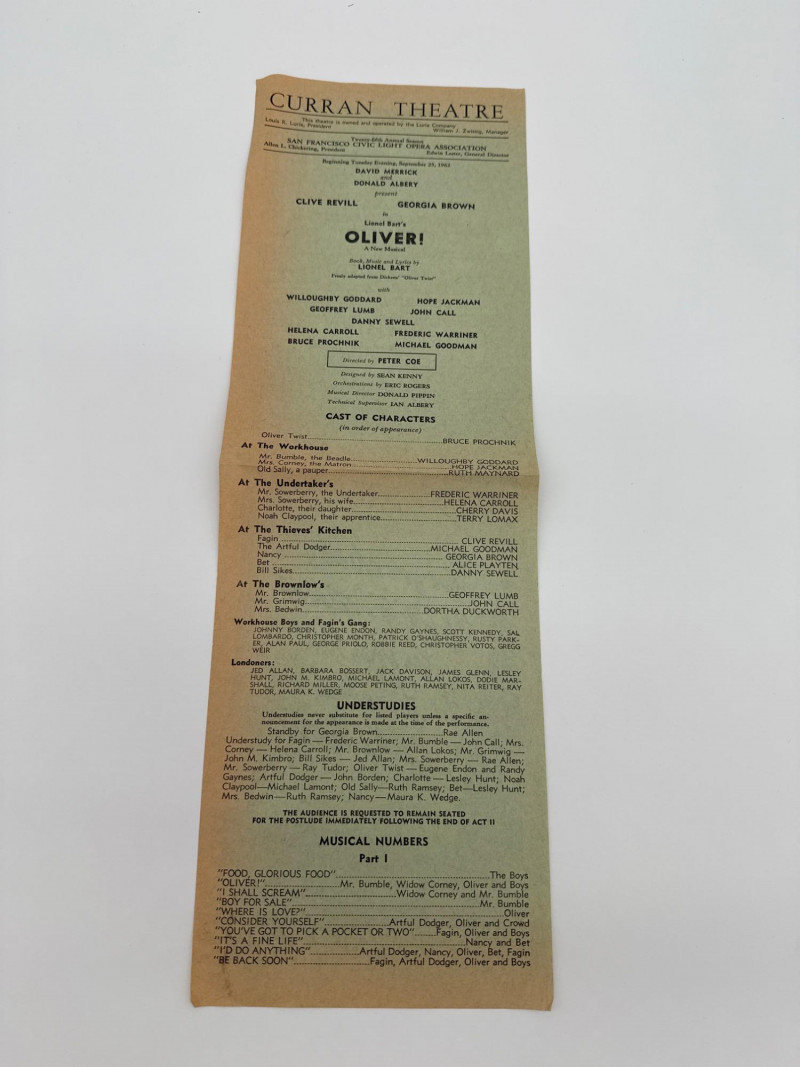 CURRAN THEATRE
This theatre is owned and operated by the Lurie Company
Louis R. Lurie, President William J. Zwissig, Manager
Twenty-fifth Annual Season
SAN FRANCISCO CIVIC LIGHT OPERA ASSOCIATION
Allen L. Chickering, President Edwin Lester, General Director
Beginning Tuesday Evening, September 25, 1962
DAVID MERRICK
and
DONALD ALBERY
present
CLIVE REVILL GEORGIA BROWN
in
Lionel Bart's
OLIVER!
A New Musical
Book, Music and Lyrics by
LIONEL BART
Freely adapted from Dickens' "Oliver Twist"
with
WILLOUGHBY GODDARD HOPE JACKMAN
GEOFFREY LUMB JOHN CALL
DANNY SEWELL
HELENA CARROLL FREDERIC WARRINER
BRUCE PROCHNIK MICHAEL GOODMAN
Directed by PETER COE
Designed by SEAN KENNY
Orchestrations by ERIC ROGERS
Musical Director DONALD PIPPIN
Technical Supervisor IAN ALBERY
CAST OF CHARACTERS
(in order of appearance)
Oliver Twist BRUCE PROCHNIK
At The Workhouse
Mr. Bumble, the Beadle WILLOUGHBY GODDARD
Mrs. Corney, the Matron HOPE JACKMAN
Old Sally, a pauper RUTH MAYNARD
At The Undertaker's
Mr. Sowerberry, the Undertaker FREDERIC WARRINER
Mrs. Sowerberry, his wife HELENA CARROLL
Charlotte, their daughter CHERRY DAVIS
Noah Claypool, their apprentice TERRY LOMAX
At The Thieves' Kitchen
Fagin CLIVE REVILL
The Artful Dodger MICHAEL GOODMAN
Nancy GEORGIA BROWN
Bet ALICE PLAYTEN
Bill Sikes DANNY SEWELL
At The Brownlow's
Mr. Brownlow GEOFFREY LUMB
Mr. Grimwig JOHN CALL
Mrs. Bedwin DORTHA DUCKWORTH
Workhouse Boys and Fagin's Gang:
JOHNNY BORDEN, EUGENE ENDON, RANDY GAYNES, SCOTT KENNEDY, SAL
LOMBARDO, CHRISTOPHER MONTH, PATRICK O'SHAUGHNESSY, RUSTY PARK-
ER, ALAN PAUL, GEORGE PRIOLO, ROBBIE REED, CHRISTOPHER VOTOS, GREGG
WEIR
Londoners:
JED ALLAN, BARBARA BOSSERT, JACK DAVISON, JAMES GLENN, LESLEY
HUNT, JOHN M. KIMBRO, MICHAEL LAMONT, ALLAN LOKOS, DODIE MAR-
SHALL, RICHARD MILLER, MOOSE PETING, RUTH RAMSEY, NITA REITER, RAY
TUDOR, MAURA K. WEDGE
UNDERSTUDIES
Understudies never substitute for listed players unless a specific an-
nouncement for the appearance is made at the time of the performance.
Standby for Georgia Brown Rae Allen
Understudy for Fagin — Frederic Warriner; Mr. Bumble — John Call; Mrs.
Corney — Helena Carroll; Mr. Brownlow — Allan Lokos; Mr. Grimwig —
John M. Kimbro; Bill Sikes — Jed Allan; Mrs. Sowerberry — Rae Allen;
Mr. Sowerberry — Ray Tudor; Oliver Twist — Eugene Endon and Randy
Gaynes; Artful Dodger — John Borden; Charlotte — Lesley Hunt; Noah
Claypool—Michael Lamont; Old Sally—Ruth Ramsey; Bet—Lesley Hunt;
Mrs. Bedwin—Ruth Ramsey; Nancy—Maura K. Wedge.
THE AUDIENCE IS REQUESTED TO REMAIN SEATED
FOR THE POSTLUDE IMMEDIATELY FOLLOWING THE END OF ACT II
MUSICAL NUMBERS
Part I
"FOOD, GLORIOUS FOOD" The Boys
"OLIVER!" Mr. Bumble, Widow Corney, Oliver and Boys
"I SHALL SCREAM" Widow Corney and Mr. Bumble
"BOY FOR SALE" Mr. Bumble
"WHERE IS LOVE?" Oliver
"CONSIDER YOURSELF" Artful Dodger, Oliver and Crowd
"YOU'VE GOT TO PICK A POCKET OR TWO" Fagin, Oliver and Boys
"IT'S A FINE LIFE" Nancy and Bet
"I'D DO ANYTHING" Artful Dodger, Nancy, Oliver, Bet, Fagin
"BE BACK SOON" Fagin, Artful Dodger, Oliver and Boys